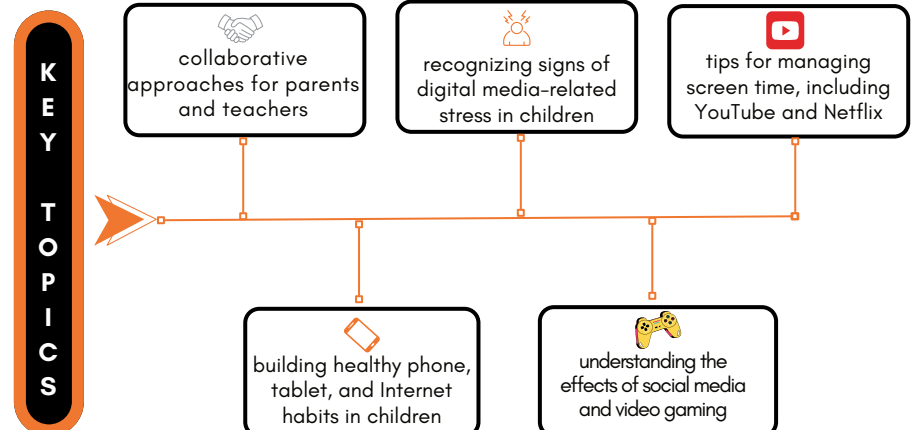 KEY TOPICS
collaborative
approaches for parents
and teachers
recognizing signs of
digital media-related
stress in children
tips for managing
screen time, including
YouTube and Netflix
building healthy phone,
tablet, and Internet
habits in children
understanding the
effects of social media
and video gaming